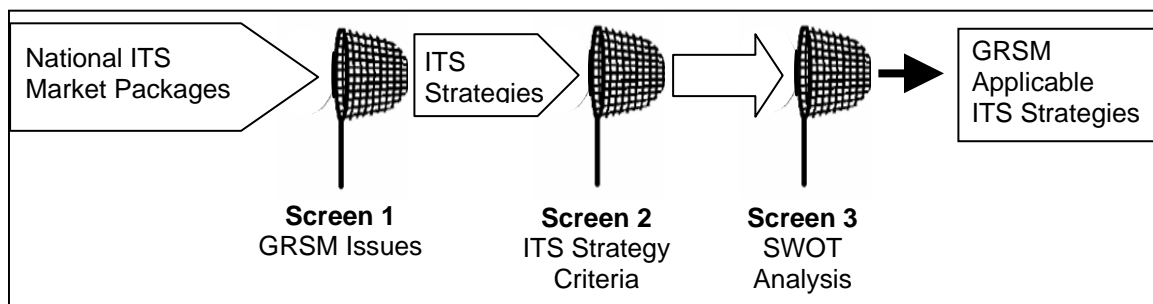 National ITS
Market Packages
ITS
Strategies
GRSM
Applicable
ITS Strategies
Screen 1
GRSM Issues
Screen 2
ITS Strategy
Criteria
Screen 3
SWOT
Analysis